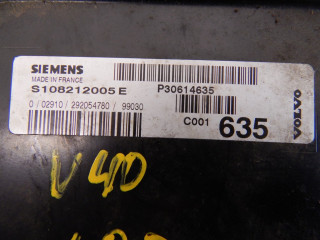 SIEMENS
MADE IN FRANCE
S108212005 E
P30614635
0 / 02910 / 292054780 / 99030
C001 635
VOLVO
V40